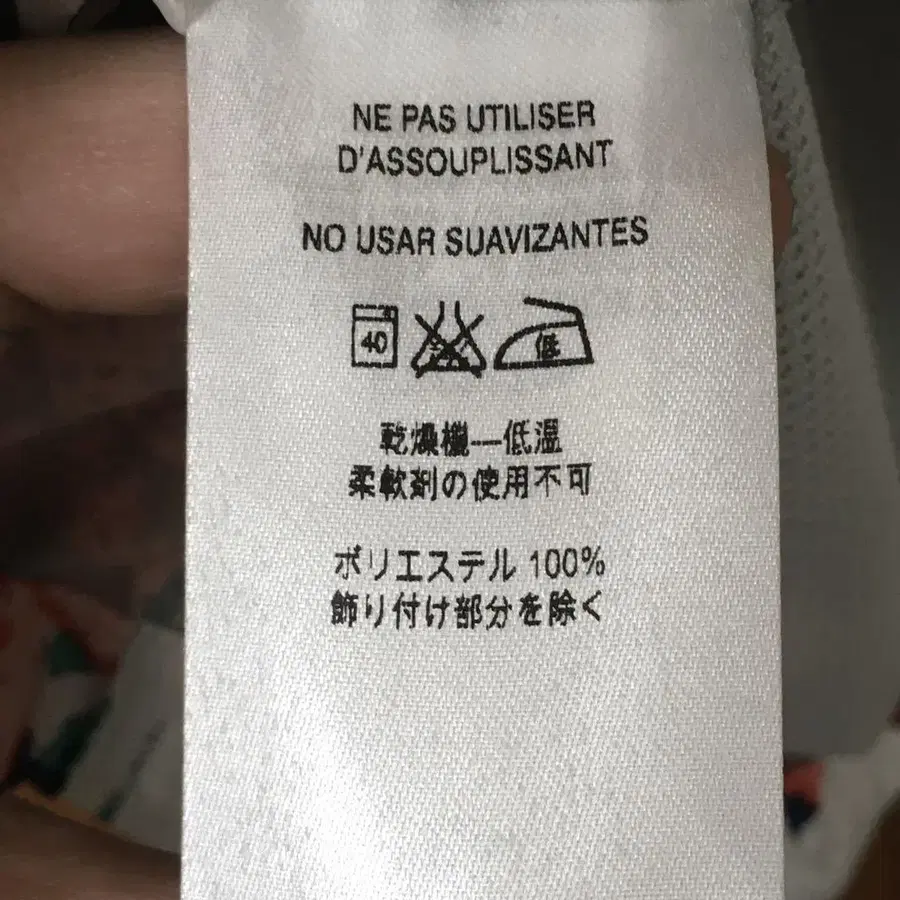 NE PAS UTILISER
D'ASSOUPLISSANT
NO USAR SUAVIZANTES
40 低
乾燥機—低温
柔軟剤の使用不可
ポリエステル 100%
飾り付け部分を除く